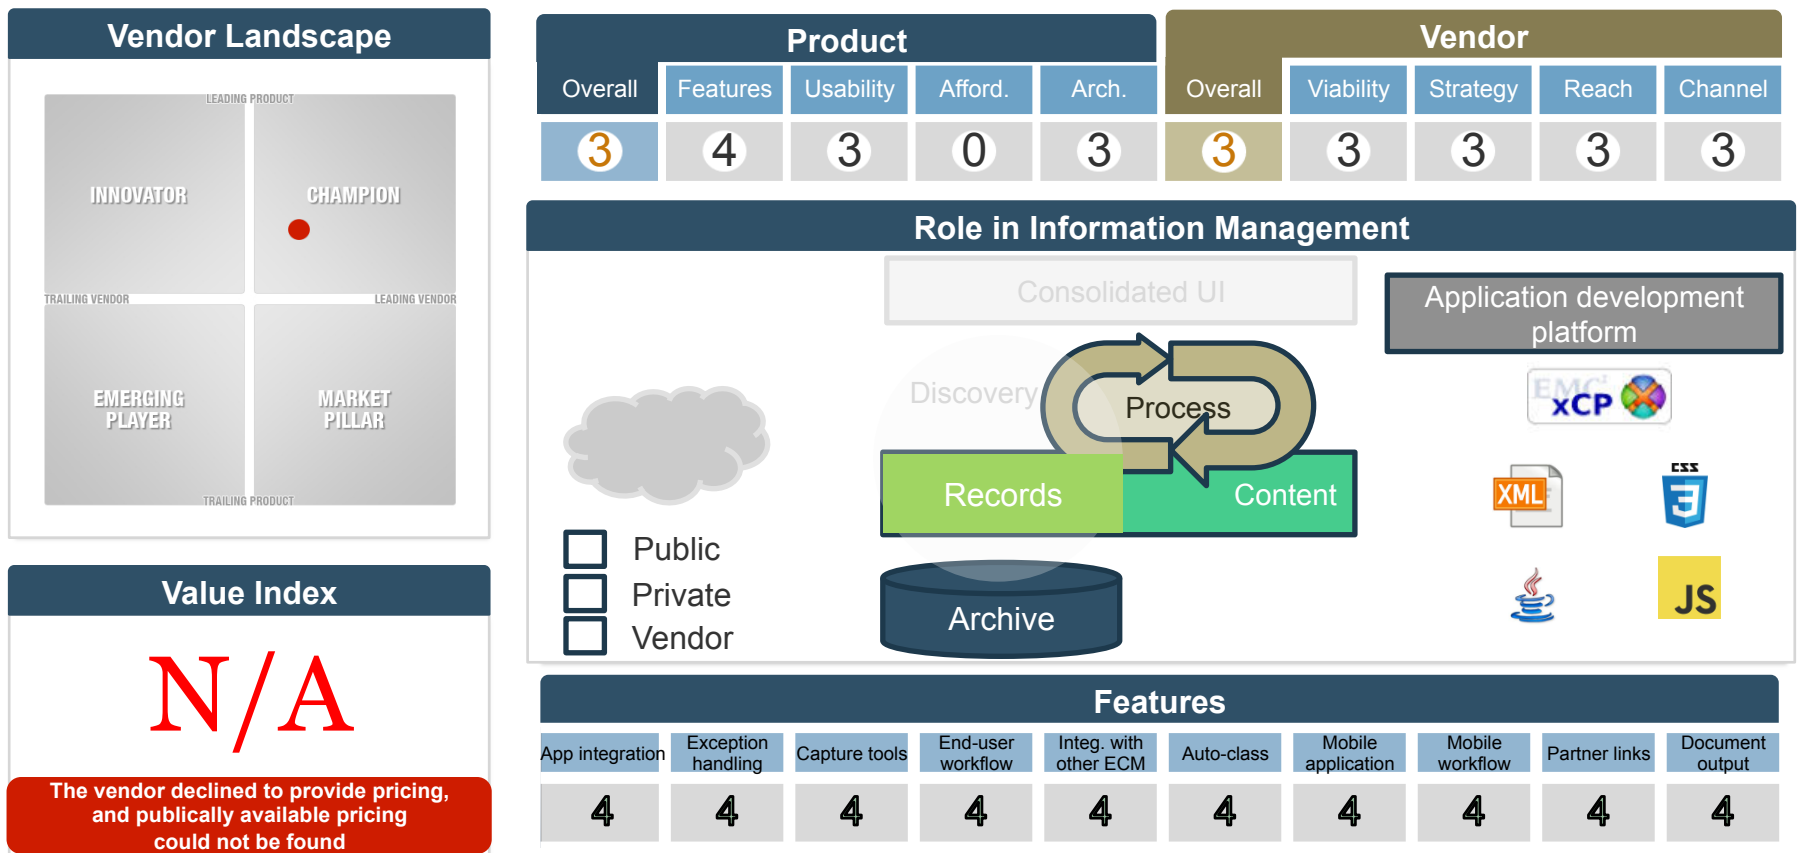 Vendor Landscape
LEADING PRODUCT
INNOVATOR
CHAMPION
TRAILING VENDOR
LEADING VENDOR
EMERGING
PLAYER
MARKET
PILLAR
TRAILING PRODUCT
Value Index
N/A
The vendor declined to provide pricing,
and publically available pricing
could not be found
Product
Vendor
Overall Features Usability Afford. Arch. Overall Viability Strategy Reach Channel
3 4 3 0 3 3 3 3 3 3
Role in Information Management
Consolidated UI
Discovery
Process
Records
Content
Archive
Public
Private
Vendor
Application development
platform
EMC²
xCP
XML
CSS
3
JS
Features
App integration
Exception
handling
Capture tools
End-user
workflow
Integ. with
other ECM
Auto-class
Mobile
application
Mobile
workflow
Partner links
Document
output
4 4 4 4 4 4 4 4 4 4